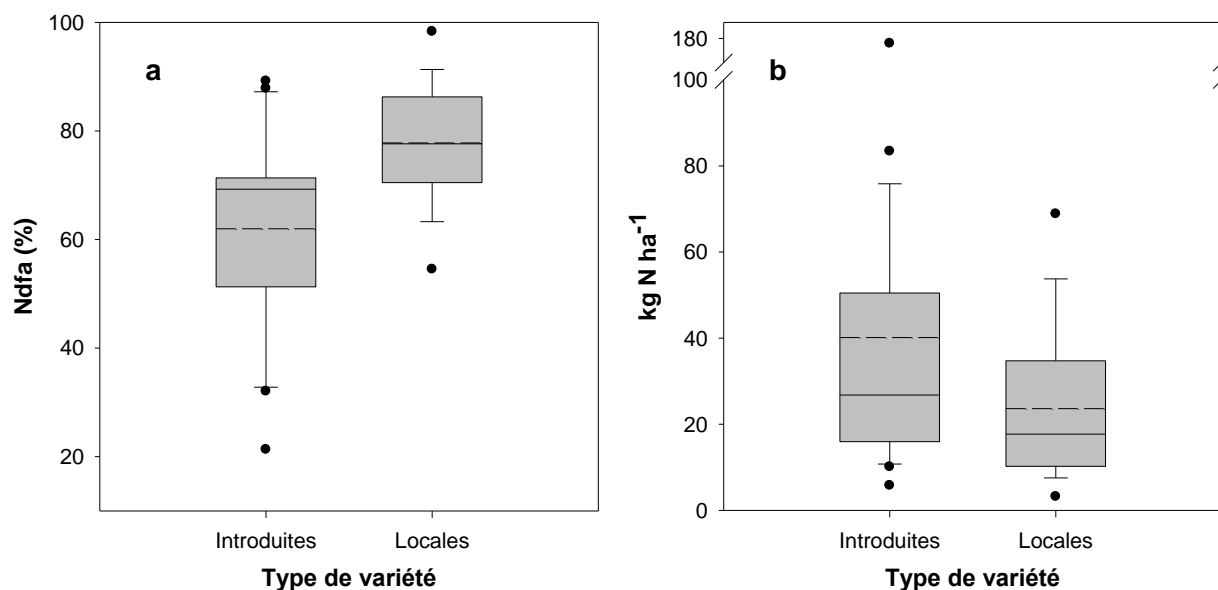 a
Ndfa (%)
100
80
60
40
20
Introduites
Locales
Type de variété
b
kg N ha⁻¹
180
100
80
60
40
20
0
Introduites
Locales
Type de variété